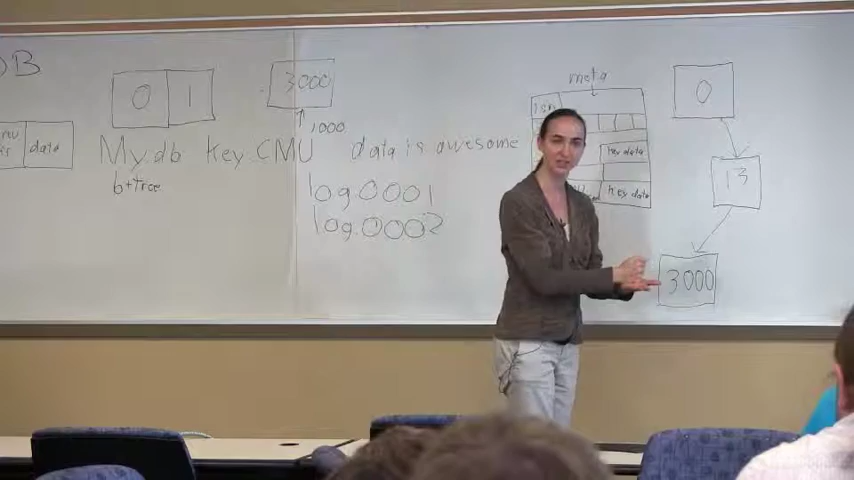 DB
0 1
3000
meta
lsn
0
1000
data
My.db key.CMU data is awesome
key data
b+tree
log.0001
key data
13
log.0002
3000